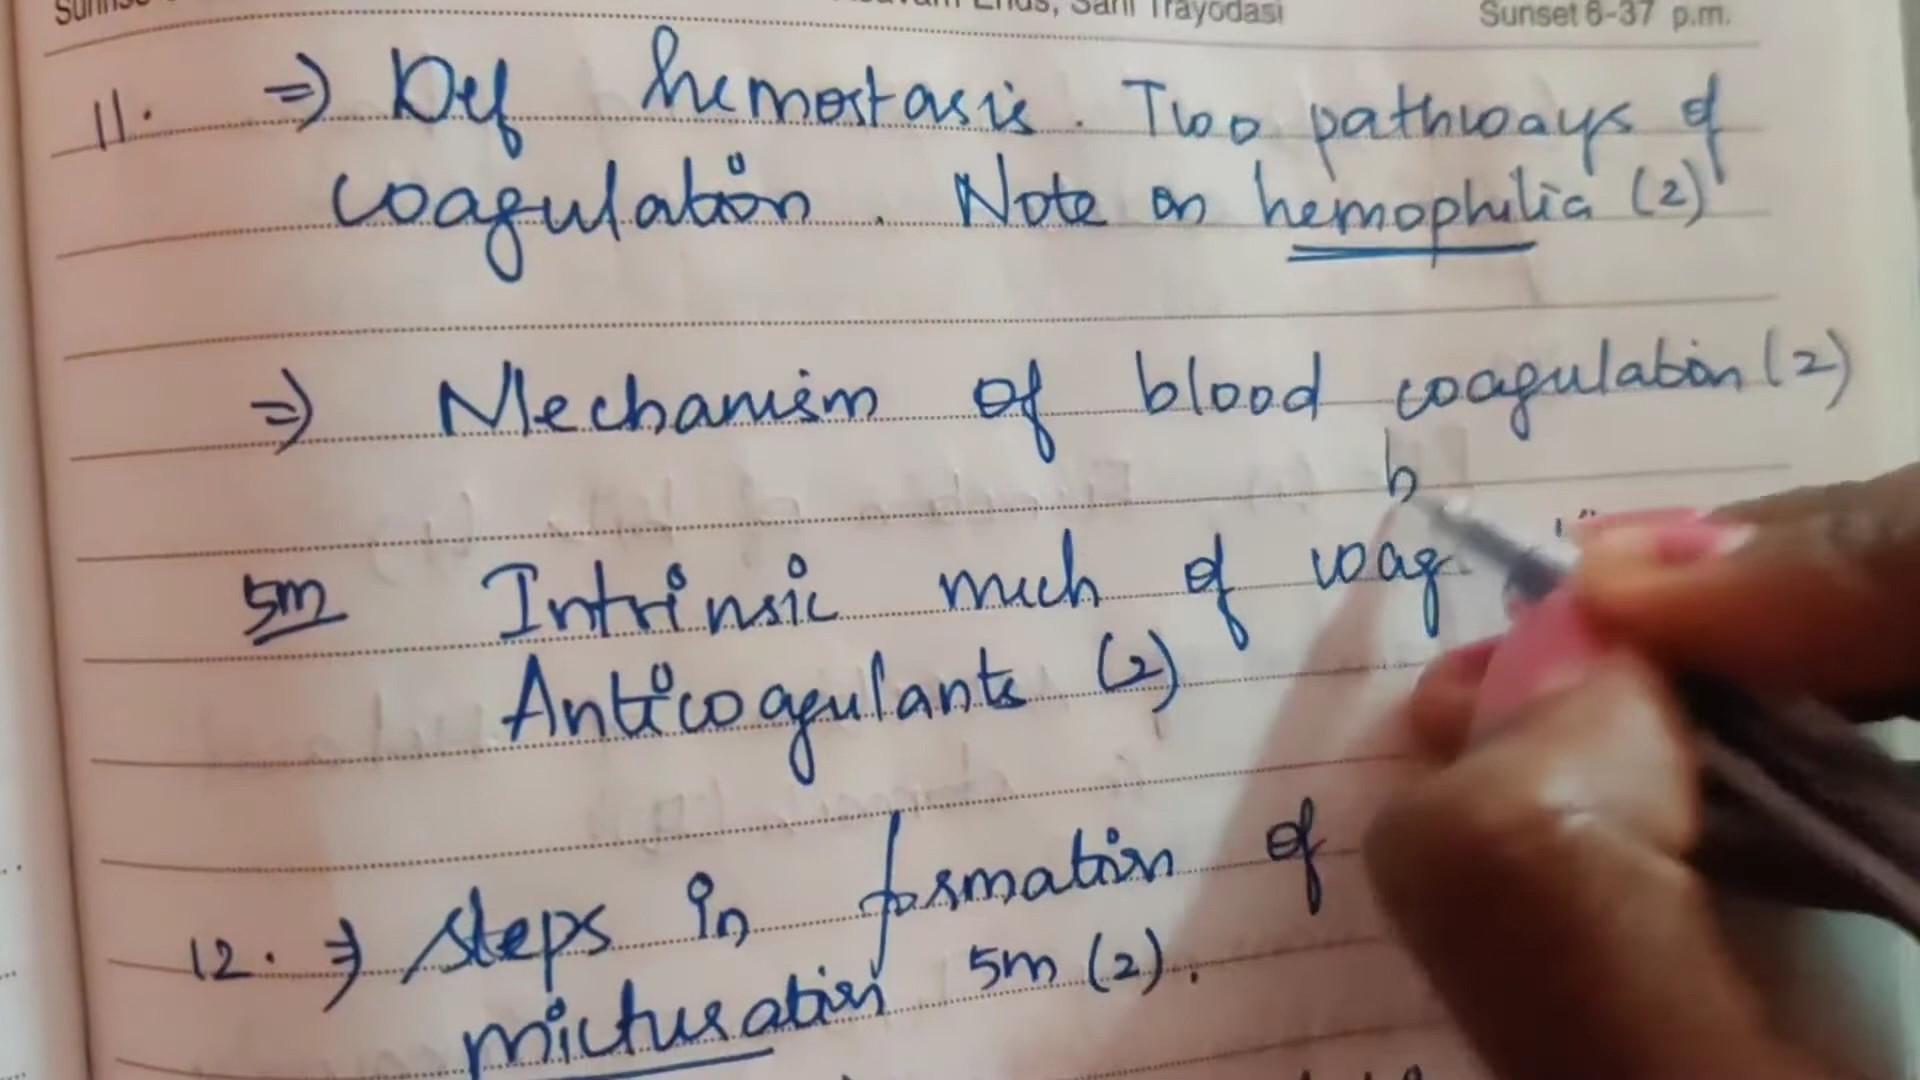 Sunset 6-37 p.m.
11. ⇒ Def hemostasis. Two pathways of
coagulation. Note on hemophilia (2)
⇒ Mechanism of blood coagulation (2)
b
5m Intrinsic mech of coag
Anticoagulants (2)
12. ⇒ Steps in formation of
micturation 5m (2).